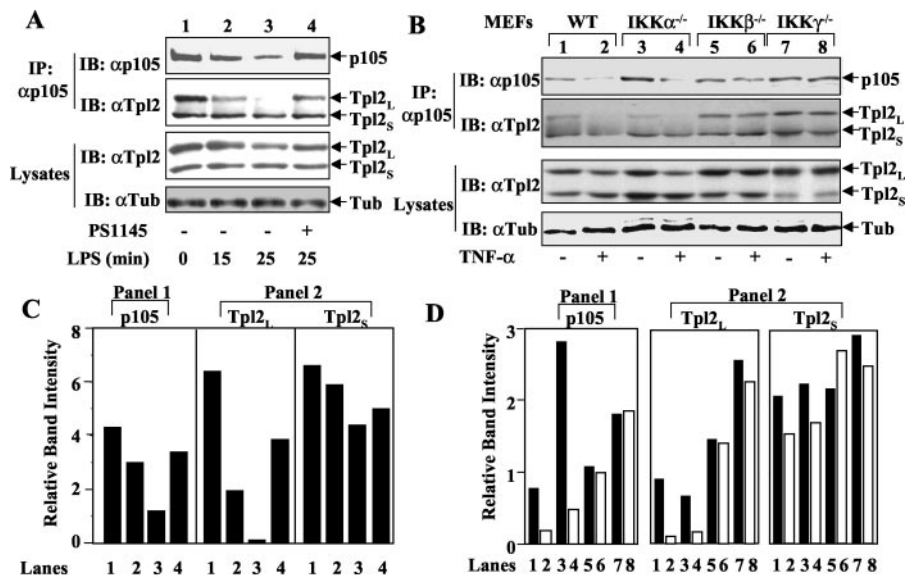 A
1 2 3 4
IP:
αp105
IB: αp105
p105
IB: αTpl2
Tpl2L
Tpl2S
Lysates
IB: αTpl2
Tpl2L
Tpl2S
IB: αTub
Tub
PS1145 - - - +
LPS (min) 0 15 25 25
B
MEFs WT IKKα-/- IKKβ-/- IKKγ-/-
1 2 3 4 5 6 7 8
IP:
αp105
IB: αp105
p105
IB: αTpl2
Tpl2L
Tpl2S
Lysates
IB: αTpl2
Tpl2L
Tpl2S
IB: αTub
Tub
TNF-α - + - + - + - +
C
Panel 1 Panel 2
p105 Tpl2L Tpl2S
Relative Band Intensity
8
6
4
2
0
Lanes 1 2 3 4 1 2 3 4 1 2 3 4
D
Panel 1 Panel 2
p105 Tpl2L Tpl2S
Relative Band Intensity
3
2
1
0
Lanes 1 2 3 4 5 6 7 8 1 2 3 4 5 6 7 8 1 2 3 4 5 6 7 8